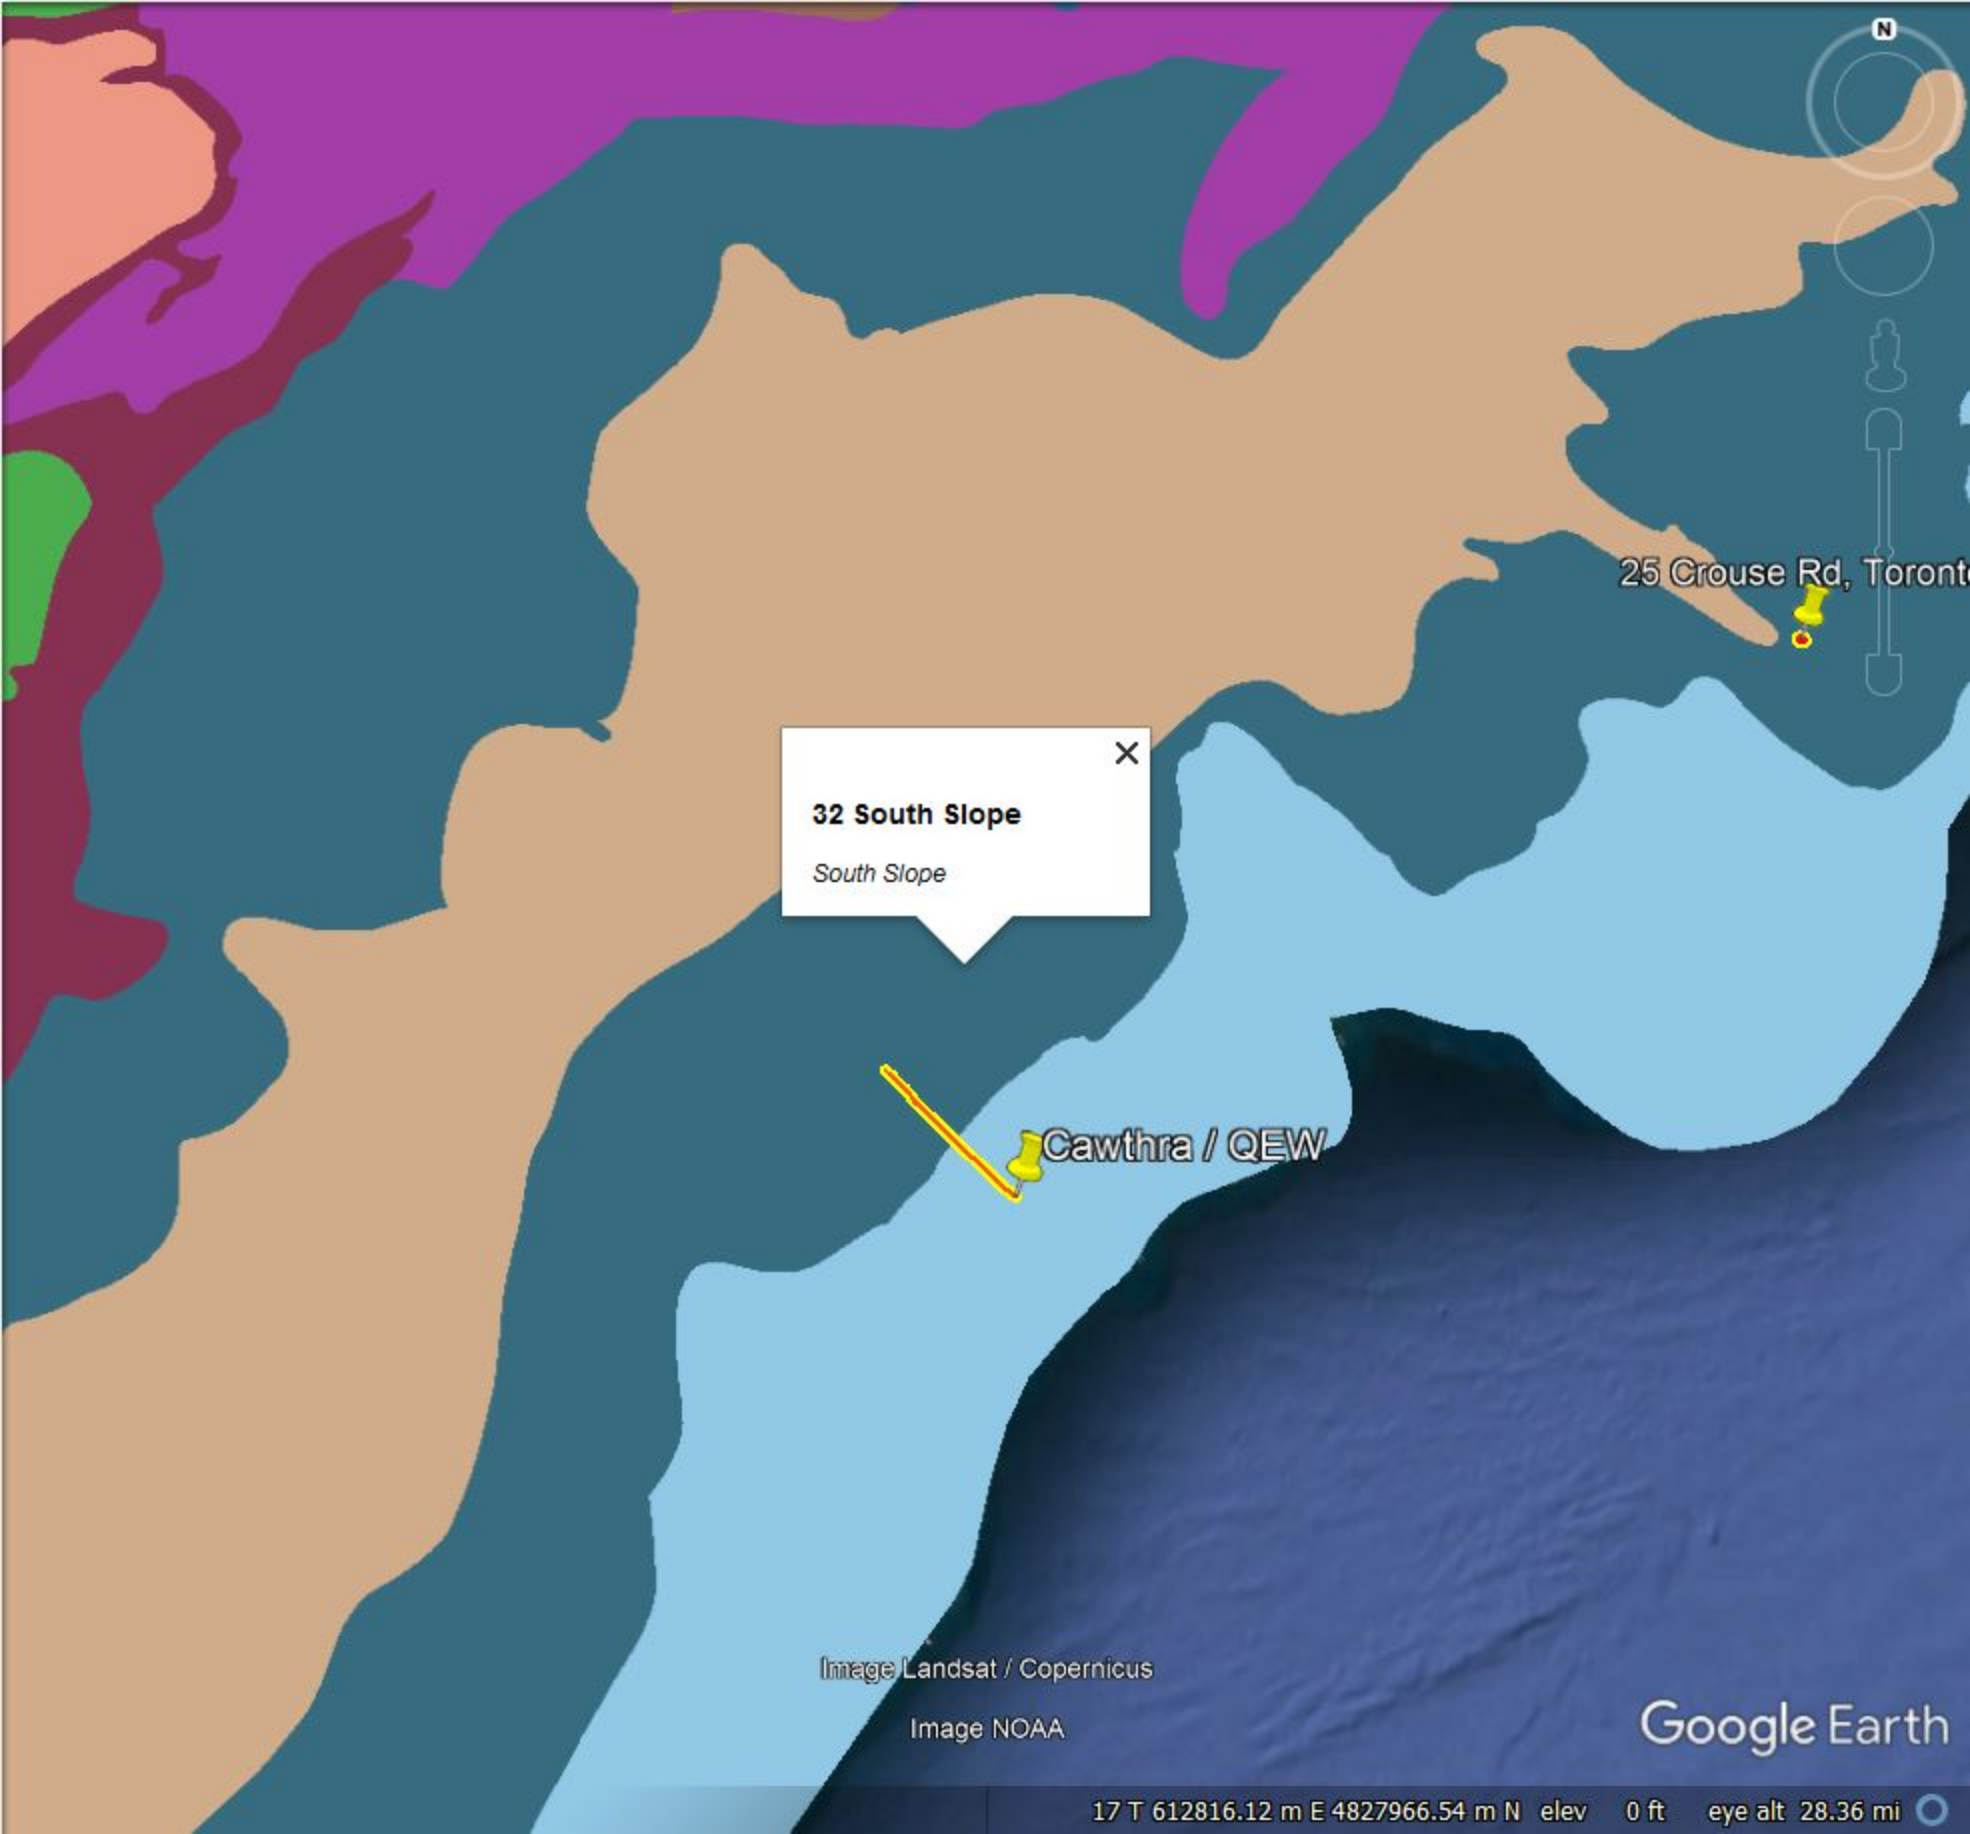 N
25 Crouse Rd, Toronto
32 South Slope
South Slope
Cawthra / QEW
Image Landsat / Copernicus
Image NOAA
Google Earth
17 T 612816.12 m E 4827966.54 m N elev 0 ft eye alt 28.36 mi